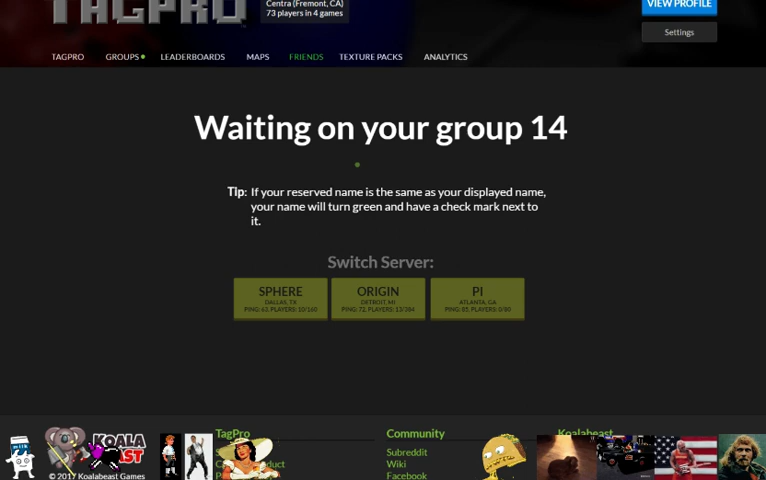 TAGPRO
Centra (Fremont, CA)
73 players in 4 games
VIEW PROFILE
Settings
TAGPRO GROUPS LEADERBOARDS MAPS FRIENDS TEXTURE PACKS ANALYTICS
Waiting on your group 14
Tip: If your reserved name is the same as your displayed name,
your name will turn green and have a check mark next to
it.
Switch Server:
SPHERE
DALLAS, TX
PING: 63, PLAYERS: 10/160
ORIGIN
DETROIT, MI
PING: 72, PLAYERS: 13/384
PI
ATLANTA, GA
PING: 85, PLAYERS: 0/80
KOALA
AST
© 2017 Koalabeast Games
TagPro
Community
Subreddit
Wiki
Facebook
Koalabeast